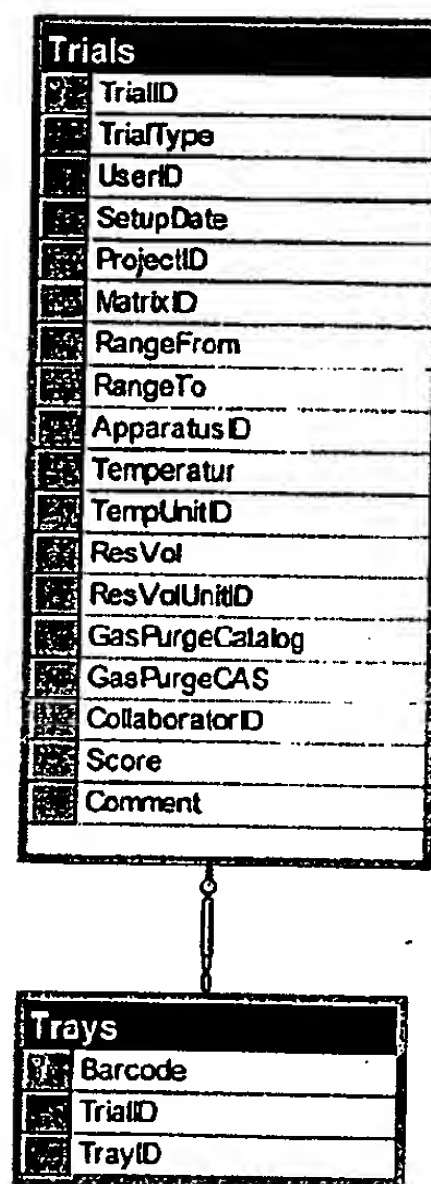 Trials
TrialID
TrialType
UserID
SetupDate
ProjectID
MatrixID
RangeFrom
RangeTo
ApparatusID
Temperatur
TempUnitID
ResVol
ResVolUnitID
GasPurgeCatalog
GasPurgeCAS
CollaboratorID
Score
Comment
Trays
Barcode
TrialID
TrayID